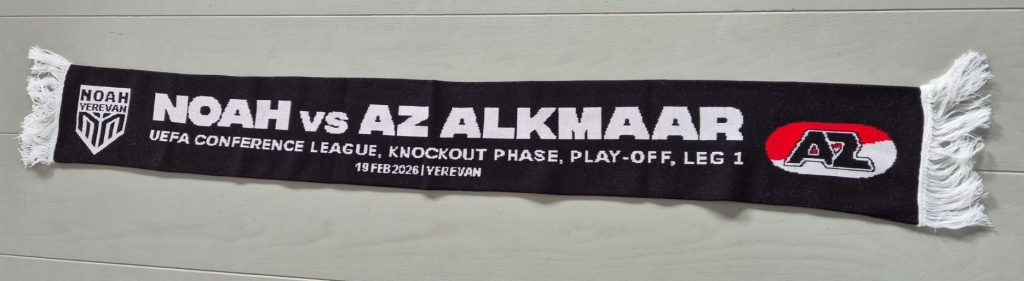 NOAH
YEREVAN
NOAH vs AZ ALKMAAR
UEFA CONFERENCE LEAGUE, KNOCKOUT PHASE, PLAY-OFF, LEG 1
19 FEB 2026 | YEREVAN
AZ